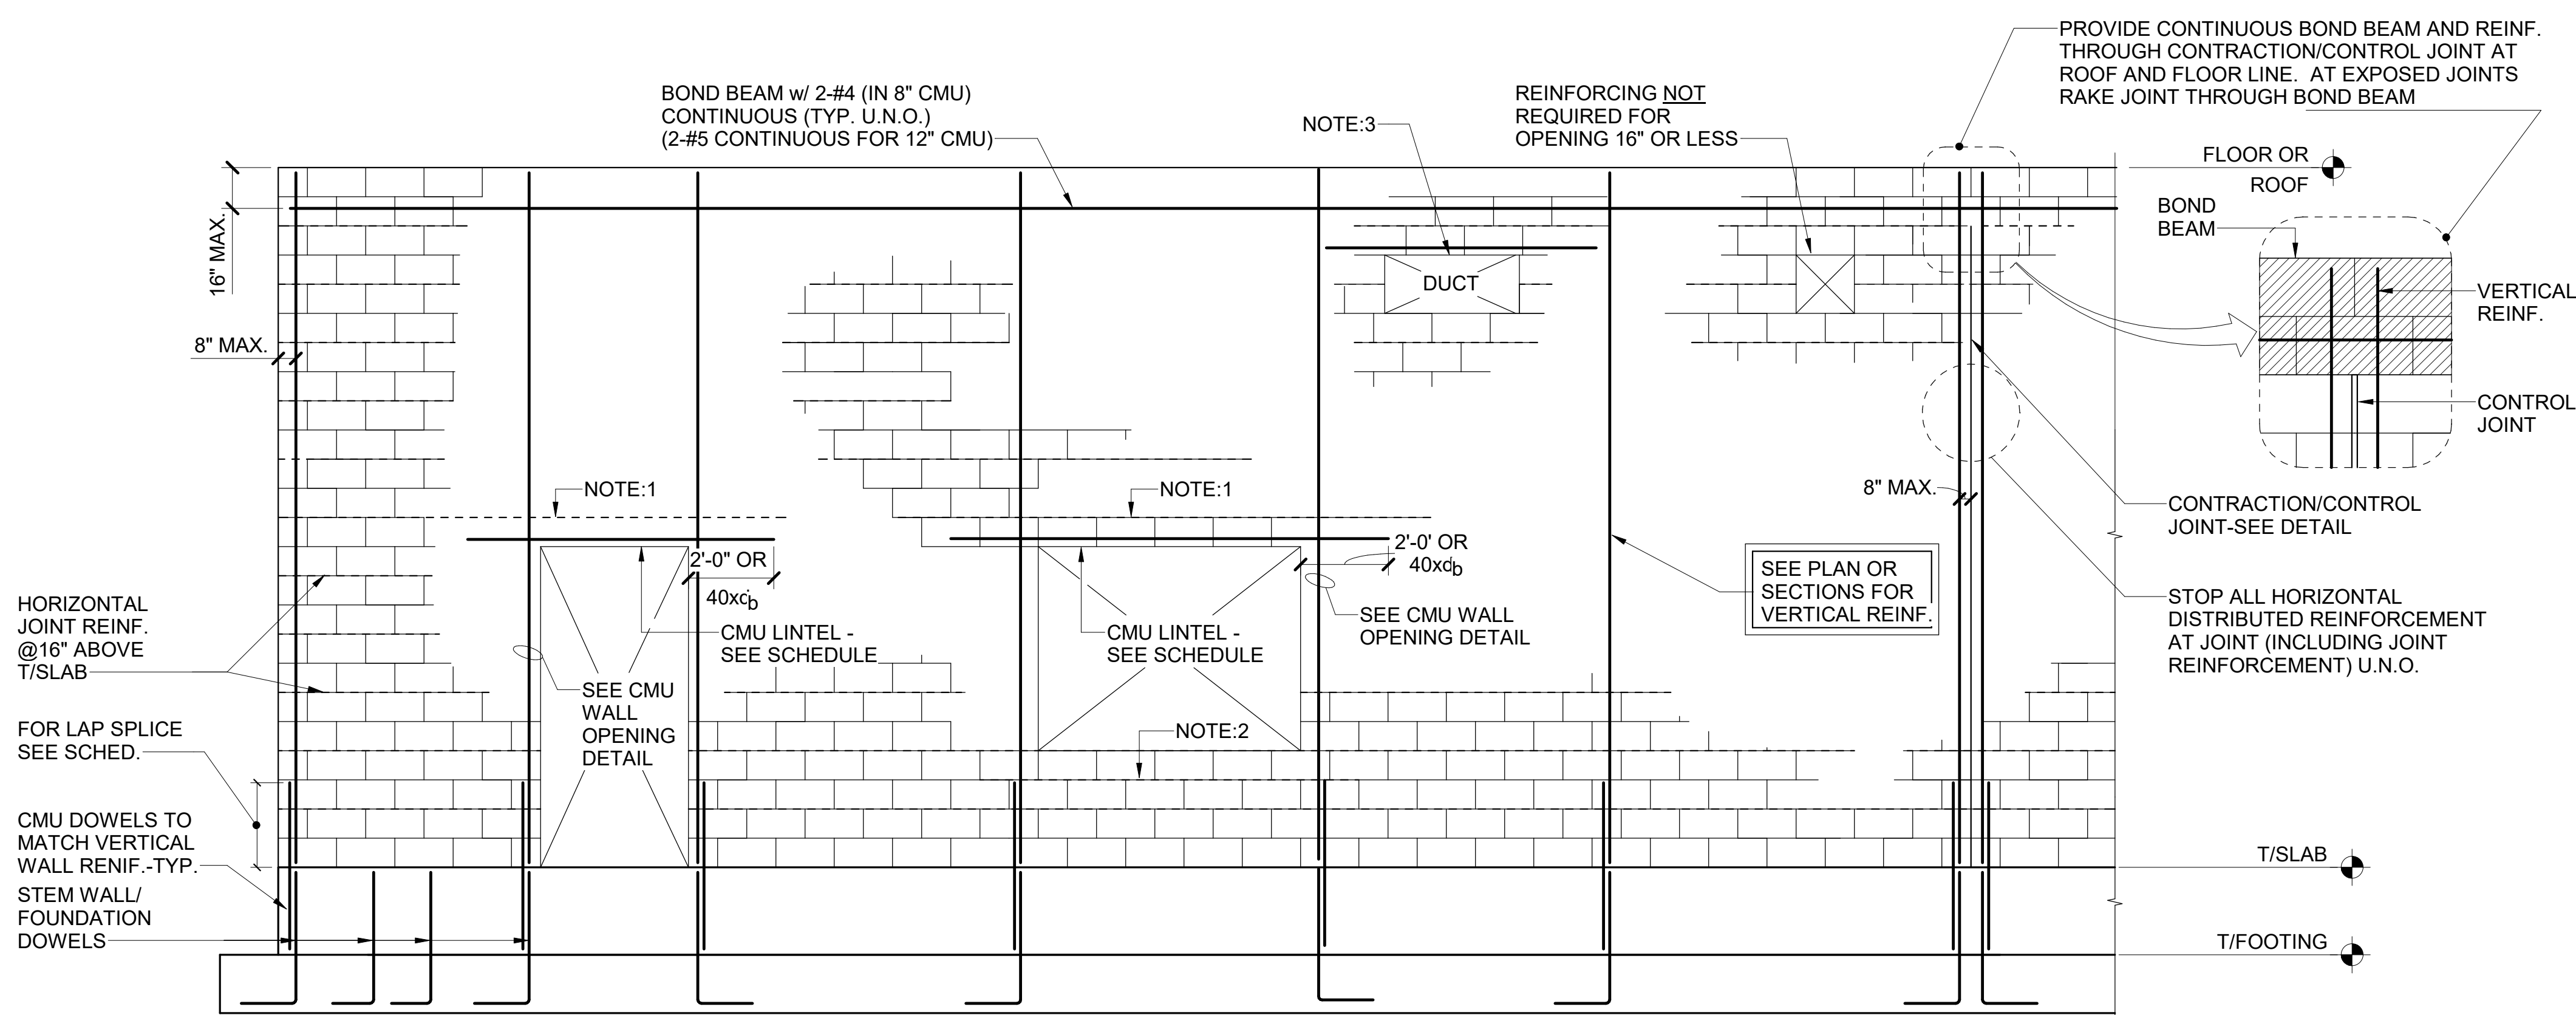 PROVIDE CONTINUOUS BOND BEAM AND REINF.
THROUGH CONTRACTION/CONTROL JOINT AT
ROOF AND FLOOR LINE. AT EXPOSED JOINTS
RAKE JOINT THROUGH BOND BEAM
BOND BEAM w/ 2-#4 (IN 8" CMU)
CONTINUOUS (TYP. U.N.O.)
(2-#5 CONTINUOUS FOR 12" CMU)
NOTE:3
REINFORCING NOT
REQUIRED FOR
OPENING 16" OR LESS
FLOOR OR
ROOF
BOND
BEAM
VERTICAL
REINF.
CONTROL
JOINT
16" MAX.
8" MAX.
DUCT
NOTE:1
NOTE:1
8" MAX.
CONTRACTION/CONTROL
JOINT-SEE DETAIL
2'-0" OR
40xdb
2'-0' OR
40xdb
SEE PLAN OR
SECTIONS FOR
VERTICAL REINF.
HORIZONTAL
JOINT REINF.
@16" ABOVE
T/SLAB
CMU LINTEL -
SEE SCHEDULE
CMU LINTEL -
SEE SCHEDULE
SEE CMU WALL
OPENING DETAIL
STOP ALL HORIZONTAL
DISTRIBUTED REINFORCEMENT
AT JOINT (INCLUDING JOINT
REINFORCEMENT) U.N.O.
SEE CMU
WALL
OPENING
DETAIL
FOR LAP SPLICE
SEE SCHED.
NOTE:2
CMU DOWELS TO
MATCH VERTICAL
WALL RENIF.-TYP.
STEM WALL/
FOUNDATION
DOWELS
T/SLAB
T/FOOTING